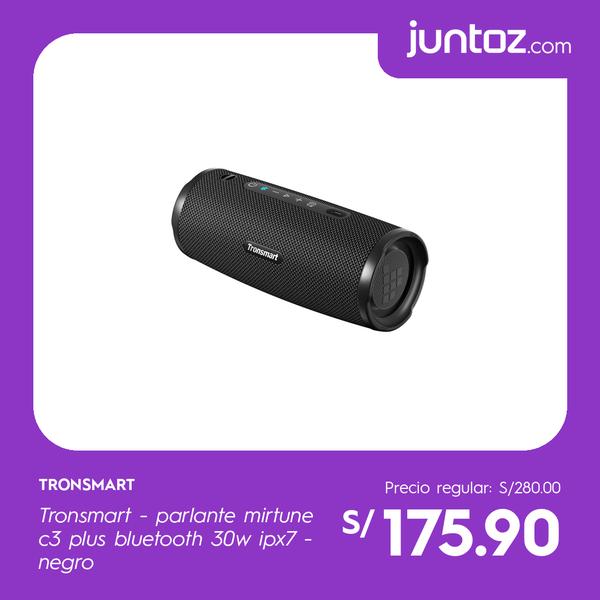 juntoz.com
Tronsmart
TRONSMART
Tronsmart - parlante mirtune
c3 plus bluetooth 30w ipx7 -
negro
Precio regular: S/280.00
S/175.90